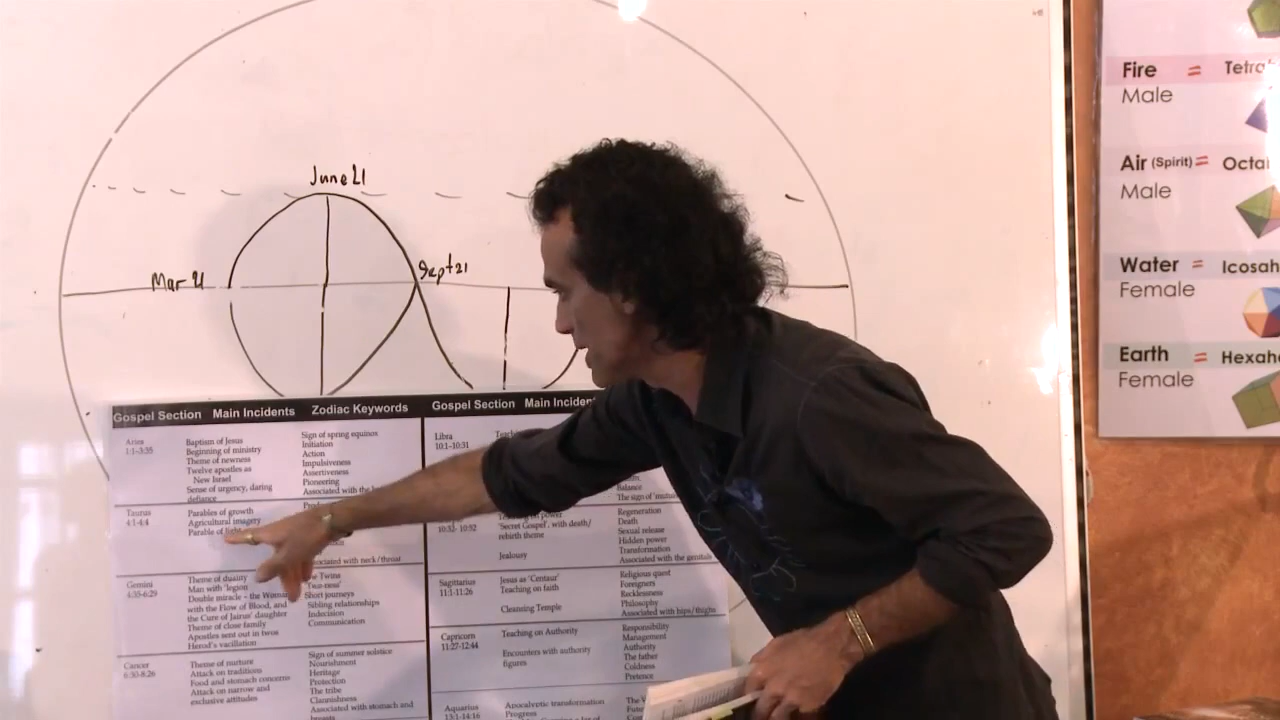 June 21
Mar 21
Sept 21
Fire =
Male
Air (Spirit) =
Male
Water =
Female
Earth =
Female
Gospel Section Main Incidents Zodiac Keywords
Aries
1:1-3:35
Baptism of Jesus
Beginning of ministry
Theme of newness
Twelve apostles as
New Israel
Sense of urgency, daring
defiance
Sign of spring equinos
Initiation
Action
Impulsiveness
Assertiveness
Pioneering
Associated with the
Taurus
4:1-4:4
Parables of growth
Agricultural imagery
Parable of
with neck/throat
Gemini
4:35-6:29
Theme of duality
Man with 'legion'
Double miracle - the
with the Flow of Blood, and
the Cure of Jairus' daughter
Theme of close family
Apostles sent out in twos
Herod's vacillation
Twins
'Two-ness'
Short journeys
Sibling relationships
Indecision
Communication
Cancer
6:30-8:26
Theme of nurture
Attack on traditions
Food and stomach concerns
Attack on narrow and
exclusive attitudes
Sign of summer solstice
Nourishment
Heritage
Protection
The tribe
Clannishness
Associated with stomach and
breasts
Gospel Section Main
Libra
10:1-10:31
Balance
The sign of
10:32- 10:52
on power
'Secret Gospel', with death/
rebirth theme
Jealousy
Regeneration
Death
Sexual release
Hidden power
Transformation
Associated with the genitals
Sagittarius
11:1-11:26
Jesus as 'Centaur'
Teaching on faith
Cleansing Temple
Religious quest
Foreigners
Recklessness
Philosophy
Associated with hips/thighs
Capricorn
11:27-12:44
Teaching on Authority
Encounters with authority
figures
Responsibility
Management
Authority
The father
Coldness
Pretence
Aquarius
13:1-14:16
Apocalyptic transformation
Progress